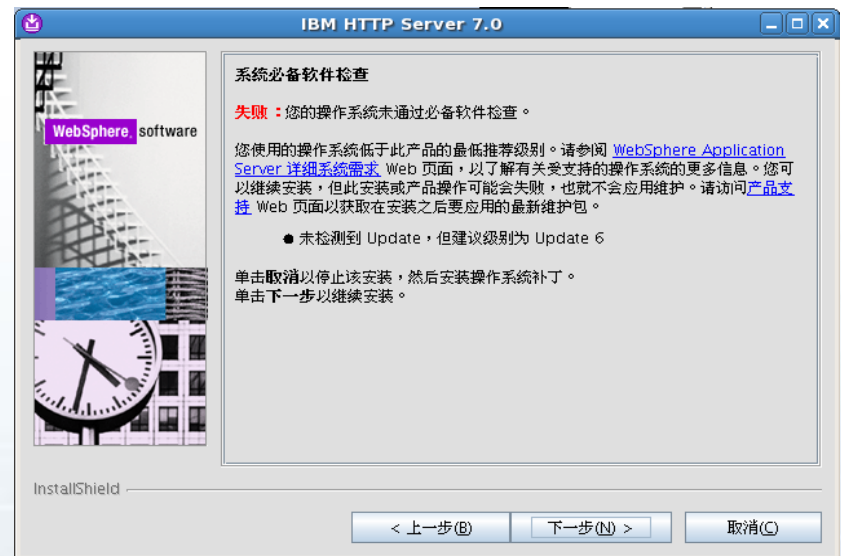 IBM HTTP Server 7.0
WebSphere. software
系统必备软件检查
失败：您的操作系统未通过必备软件检查。
您使用的操作系统低于此产品的最低推荐级别。请参阅 WebSphere Application
Server 详细系统需求 Web 页面，以了解有关受支持的操作系统的更多信息。您可
以继续安装，但此安装或产品操作可能会失败，也就不会应用维护。请访问产品支
持 Web 页面以获取在安装之后要应用的最新维护包。
● 未检测到 Update，但建议级别为 Update 6
单击取消以停止该安装，然后安装操作系统补丁。
单击下一步以继续安装。
InstallShield
< 上一步(B)
下一步(N) >
取消(C)